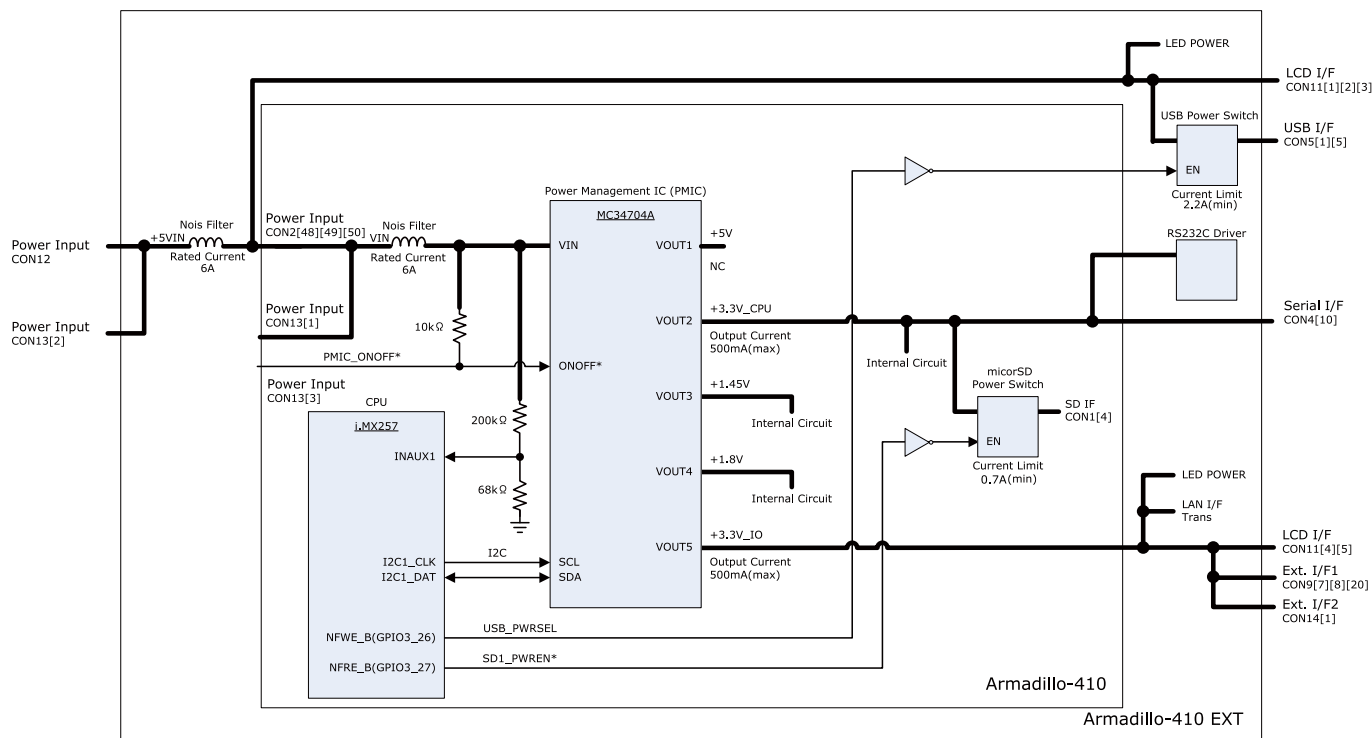 LED POWER
LCD I/F
CON11[1][2][3]
USB Power Switch
USB I/F
CON5[1][5]
EN
Current Limit
2.2A(min)
Power Management IC (PMIC)
MC34704A
Nois Filter
+5VIN
Rated Current
6A
Power Input
CON2[48][49][50]
Nois Filter
VIN
Rated Current
6A
VIN
VOUT1
+5V
NC
RS232C Driver
Power Input
CON12
Power Input
CON13[1]
Power Input
CON13[2]
10kΩ
VOUT2
+3.3V_CPU
Output Current
500mA(max)
Internal Circuit
Serial I/F
CON4[10]
PMIC_ONOFF*
ONOFF*
Power Input
CON13[3]
micorSD
Power Switch
VOUT3
+1.45V
Internal Circuit
SD IF
CON1[4]
EN
Current Limit
0.7A(min)
CPU
i.MX257
200kΩ
INAUX1
68kΩ
VOUT4
+1.8V
Internal Circuit
LED POWER
LAN I/F
Trans
VOUT5
+3.3V_IO
Output Current
500mA(max)
LCD I/F
CON11[4][5]
Ext. I/F1
CON9[7][8][20]
Ext. I/F2
CON14[1]
I2C1_CLK
I2C
SCL
I2C1_DAT
SDA
NFWE_B(GPIO3_26)
USB_PWRSEL
NFRE_B(GPIO3_27)
SD1_PWREN*
Armadillo-410
Armadillo-410 EXT